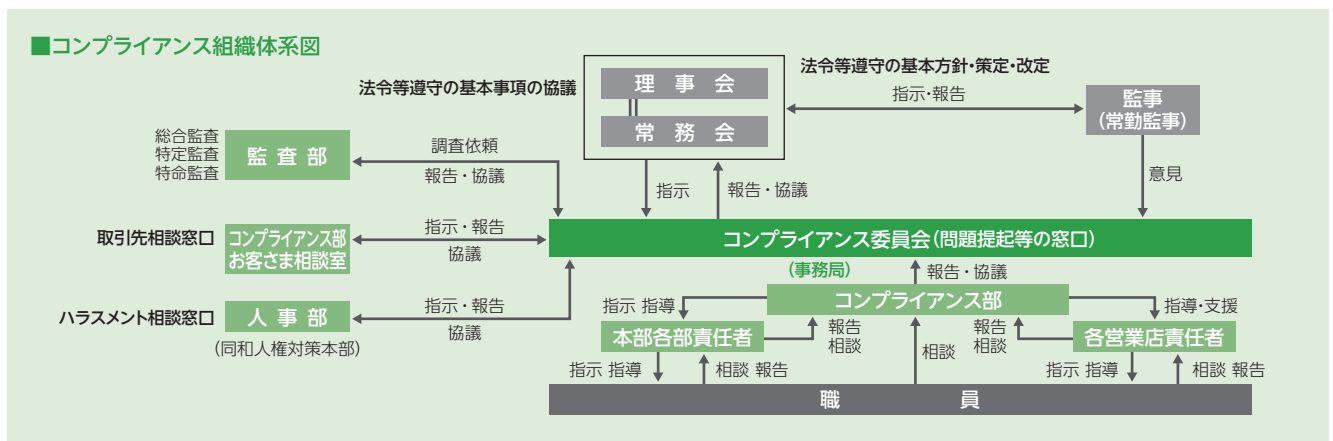 ■コンプライアンス組織体系図
法令等遵守の基本事項の協議
理事会
常務会
法令等遵守の基本方針・策定・改定
指示・報告
監事
(常勤監事)
総合監査
特定監査
特命監査
監査部
調査依頼
報告・協議
指示
報告・協議
意見
取引先相談窓口
コンプライアンス部
お客さま相談室
指示・報告
協議
コンプライアンス委員会(問題提起等の窓口)
(事務局)
報告・協議
ハラスメント相談窓口
人事部
(同和人権対策本部)
指示・報告
協議
コンプライアンス部
指示 指導
本部各部責任者
報告
相談
相談
報告
相談
指導・支援
各営業店責任者
指示 指導
相談 報告
指示 指導
相談 報告
職員